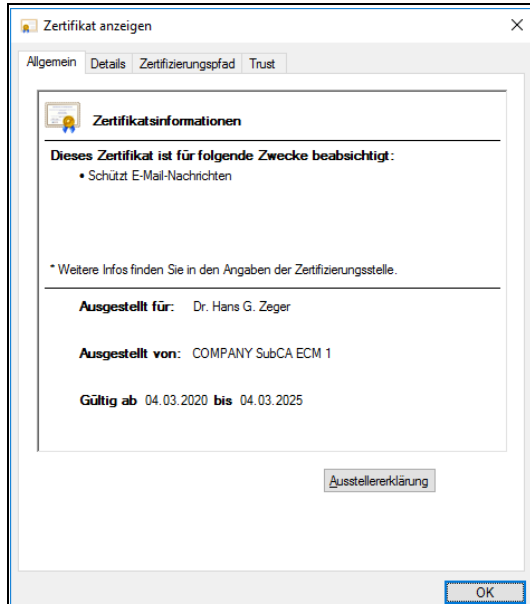 Zertifikat anzeigen
Allgemein Details Zertifizierungspfad Trust
Zertifikatsinformationen
Dieses Zertifikat ist für folgende Zwecke beabsichtigt:
• Schützt E-Mail-Nachrichten
* Weitere Infos finden Sie in den Angaben der Zertifizierungsstelle.
Ausgestellt für: Dr. Hans G. Zeger
Ausgestellt von: COMPANY SubCA ECM 1
Gültig ab 04.03.2020 bis 04.03.2025
Ausstellererklärung
OK